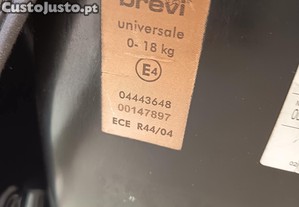 CustoJusto.pt
brevi
universale
0- 18 kg
E4
04443648
00147897
ECE R44/04